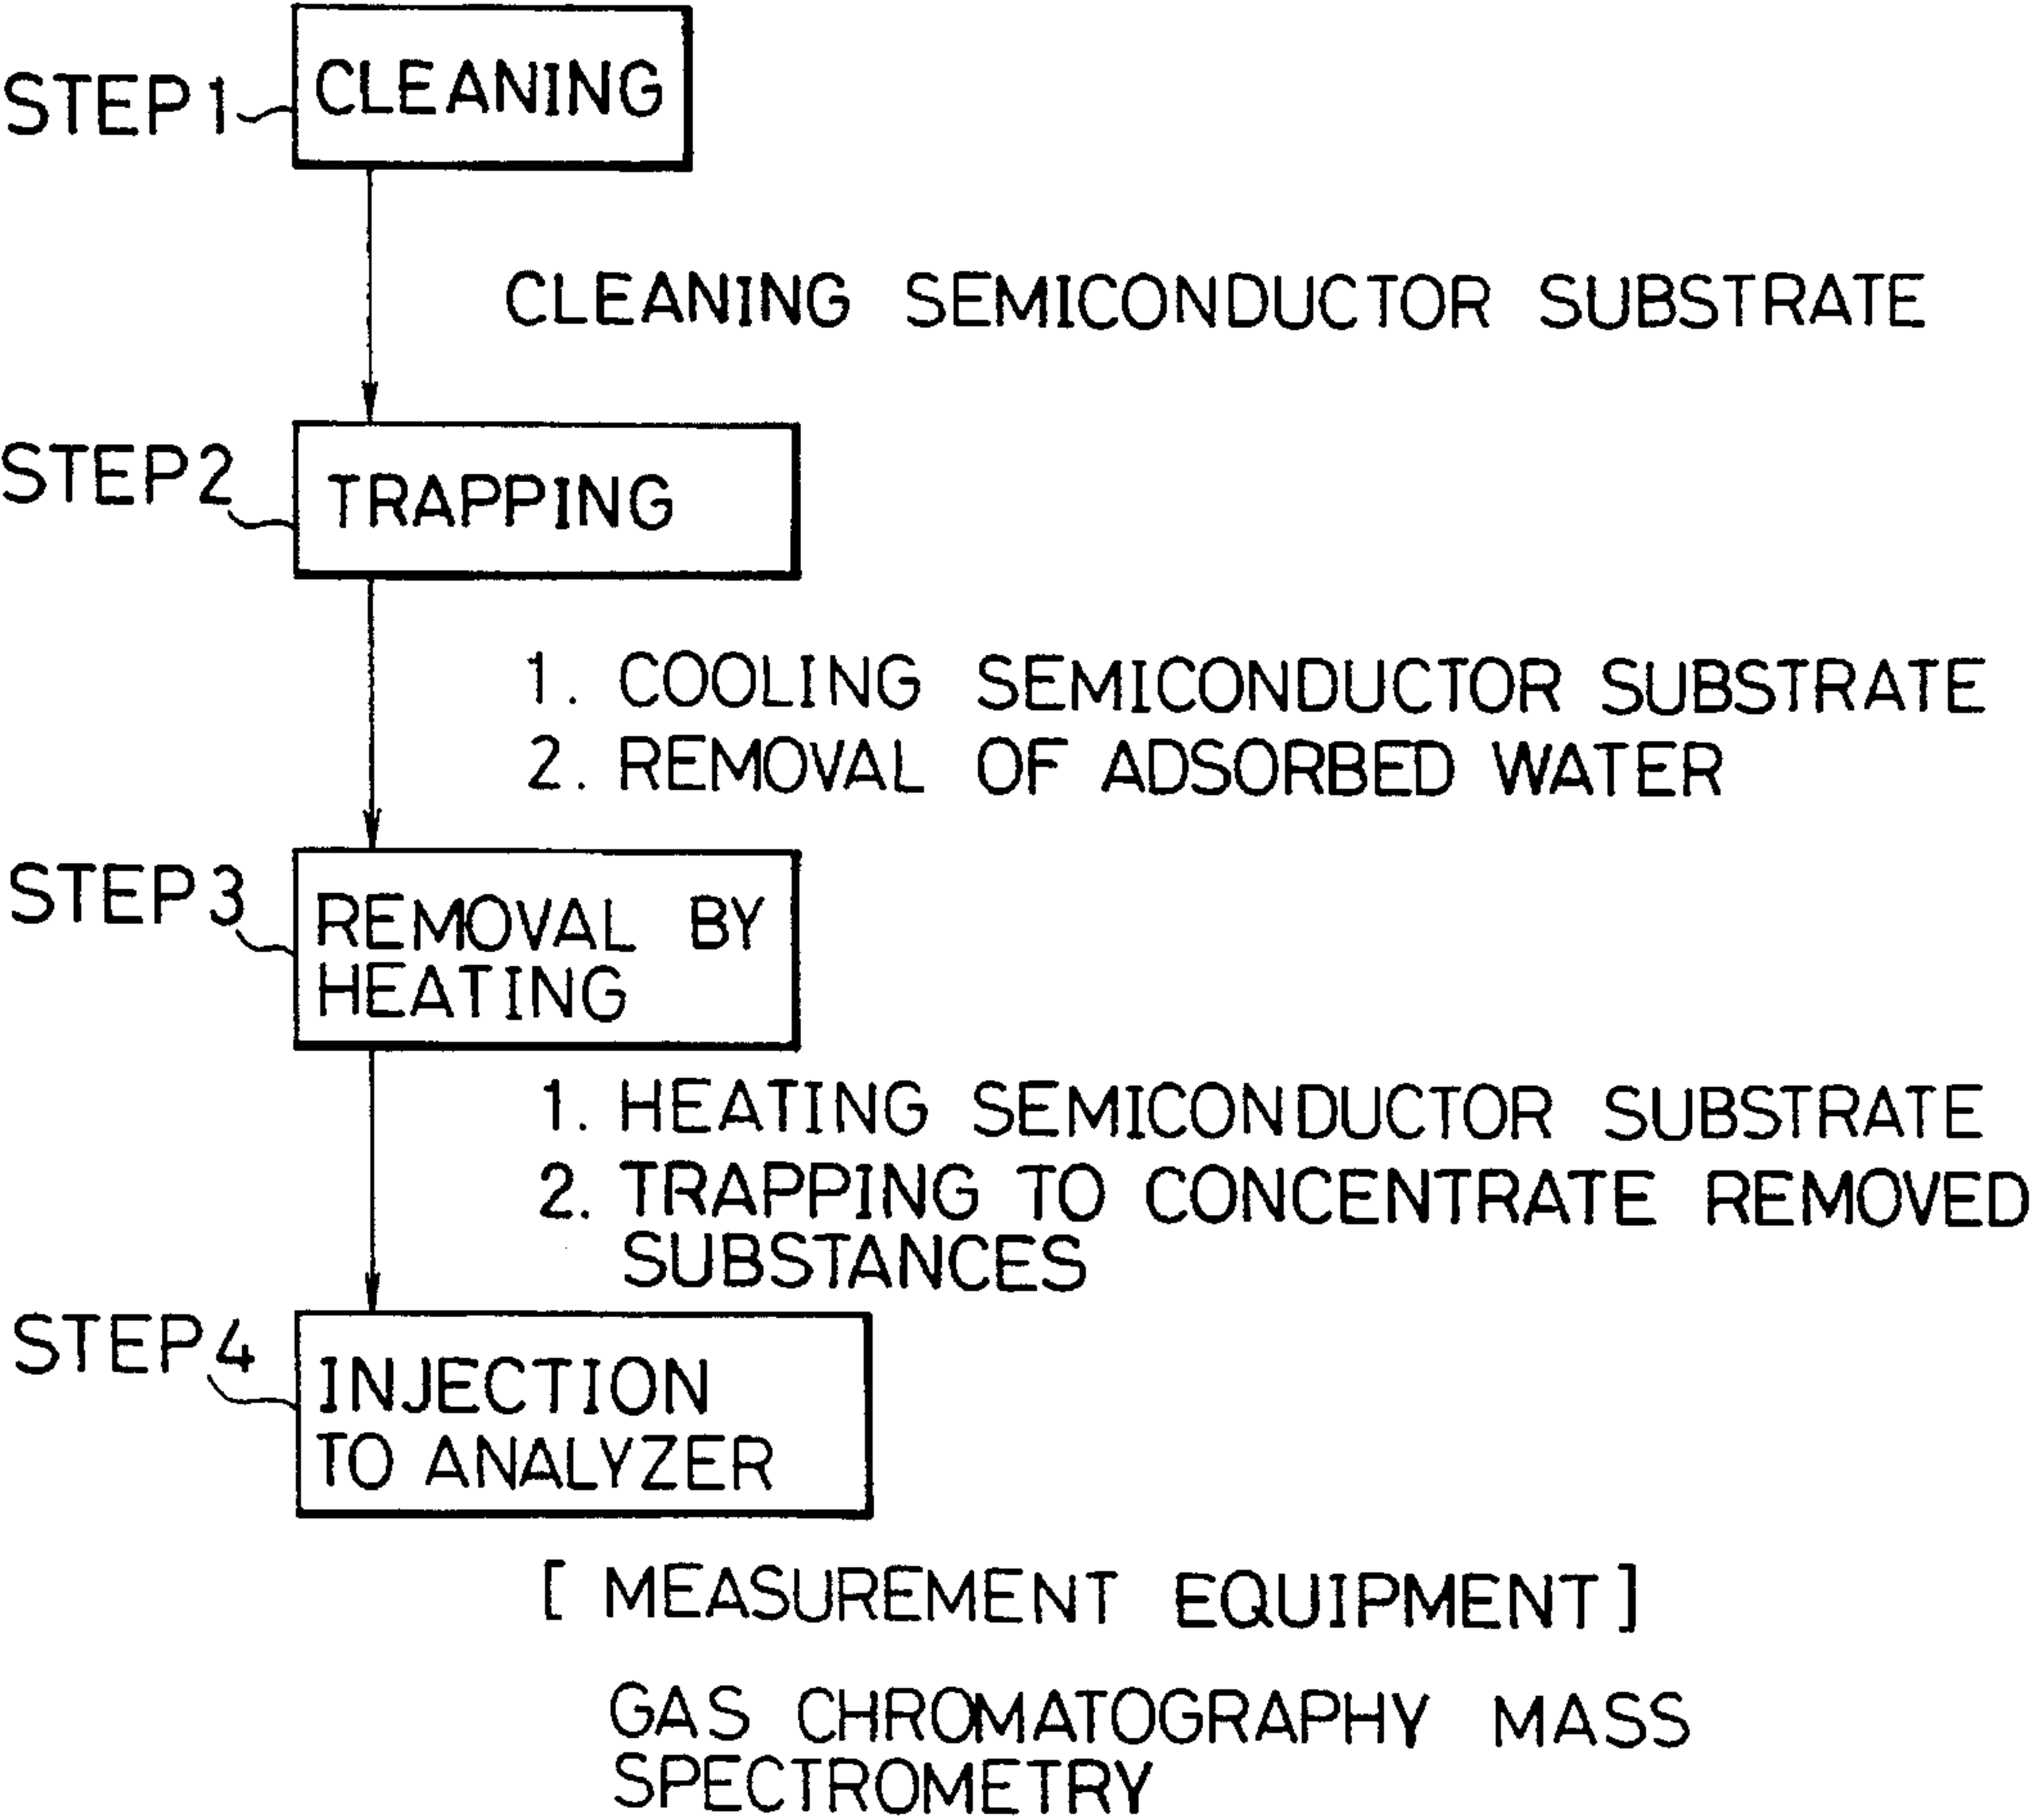 STEP1
CLEANING
CLEANING SEMICONDUCTOR SUBSTRATE
STEP2
TRAPPING
1. COOLING SEMICONDUCTOR SUBSTRATE
2. REMOVAL OF ADSORBED WATER
STEP3
REMOVAL BY
HEATING
1. HEATING SEMICONDUCTOR SUBSTRATE
2. TRAPPING TO CONCENTRATE REMOVED
SUBSTANCES
STEP4
INJECTION
TO ANALYZER
[ MEASUREMENT EQUIPMENT ]
GAS CHROMATOGRAPHY MASS
SPECTROMETRY